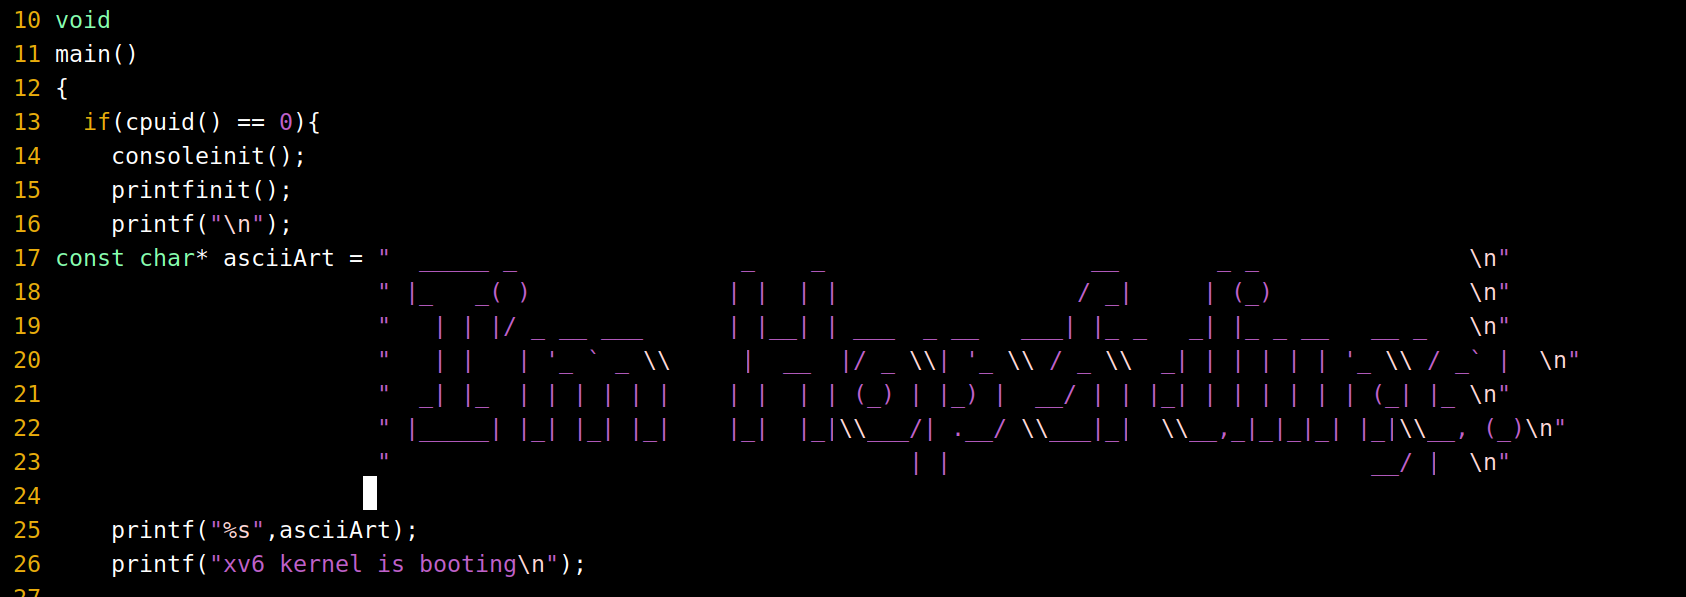 10 void
11 main()
12 {
13   if(cpuid() == 0){
14     consoleinit();
15     printfinit();
16     printf("\n");
17 const char* asciiArt = "  _____ _                _    _                   __       _ _               \n"
18                        " |_   _( )              | |  | |                 / _|     | (_)              \n"
19                        "   | | |/ _ __ ___      | |__| | ___  _ __   ___| |_ _   _| |_ _ __   __ _   \n"
20                        "   | |   | '_ ` _ \\     |  __  |/ _ \\| '_ \\ / _ \\  _| | | | | | '_ \\ / _` |  \n"
21                        "  _| |_  | | | | | |    | |  | | (_) | |_) |  __/ | | |_| | | | | | | (_| |_ \n"
22                        " |_____| |_| |_| |_|    |_|  |_|\\___/| .__/ \\___|_|  \\__,_|_|_|_| |_|\\__, (_)\n"
23                        "                                     | |                              __/ |  \n"
24
25     printf("%s",asciiArt);
26     printf("xv6 kernel is booting\n");
27